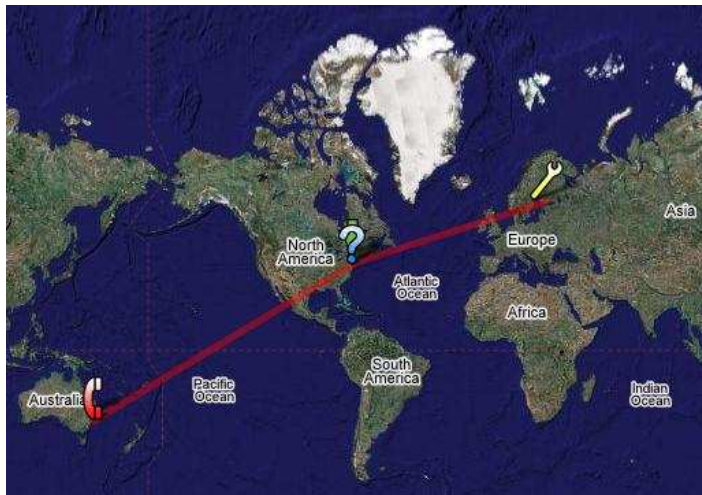 North
America
Europe
Asia
Atlantic
Ocean
Africa
South
America
Pacific
Ocean
Australia
Indian
Ocean
?